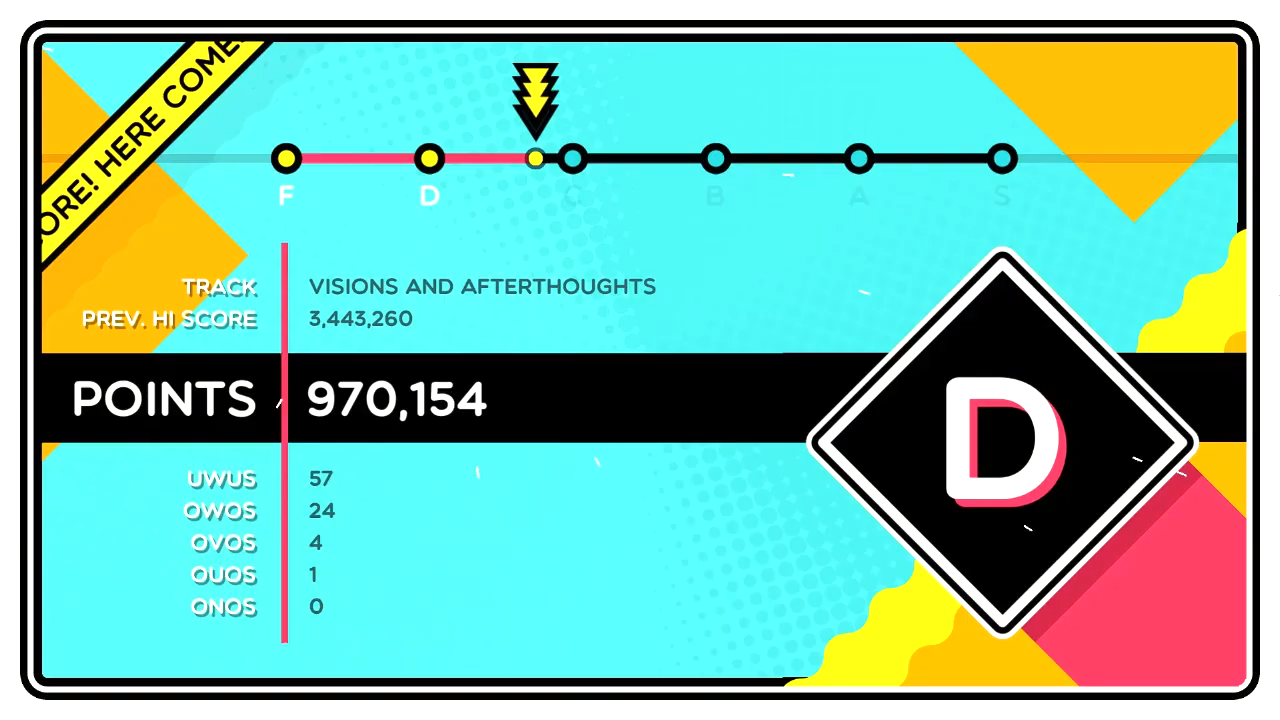 ORE! HERE COME
F D C B A S
TRACK VISIONS AND AFTERTHOUGHTS
PREV. HI SCORE 3,443,260
POINTS 970,154
D
UWUS 57
OWOS 24
OVOS 4
OUOS 1
ONOS 0